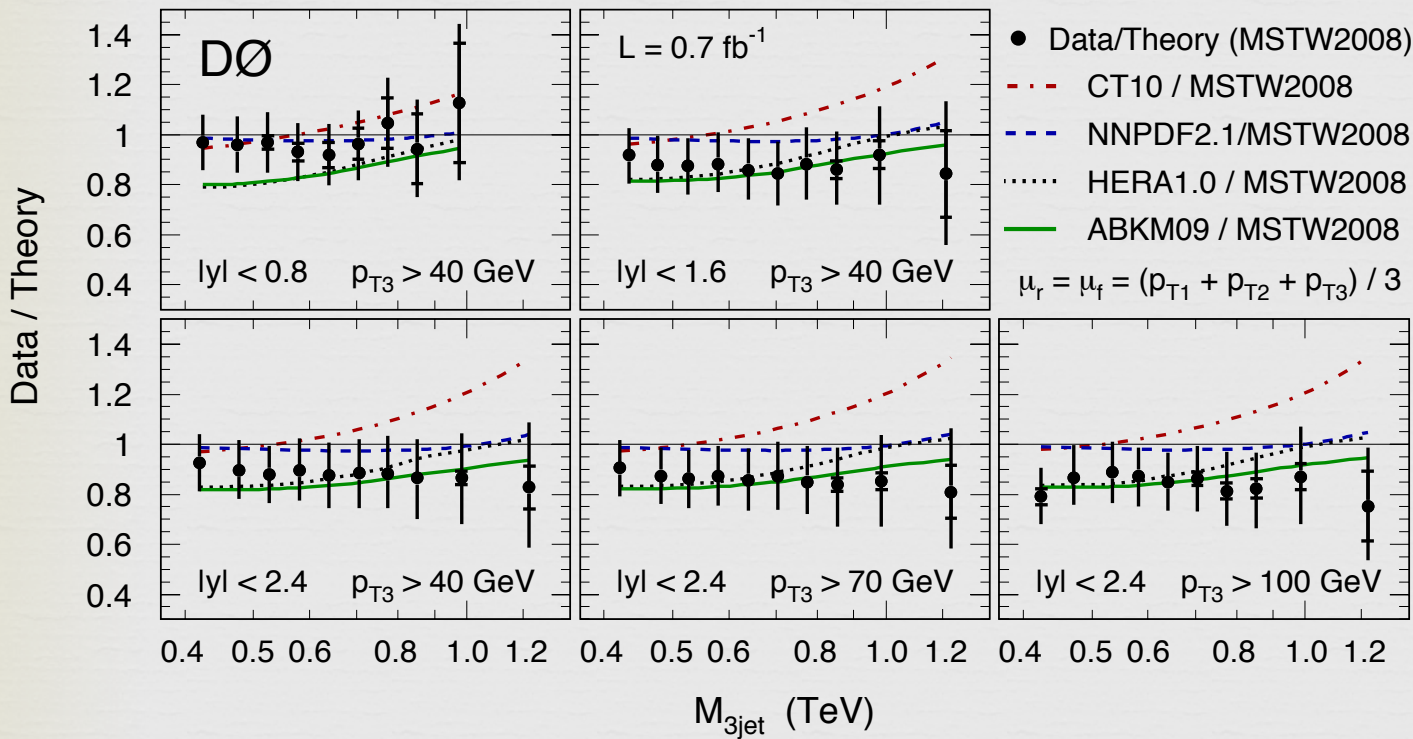 DØ
L = 0.7 fb⁻¹
Data/Theory (MSTW2008)
CT10 / MSTW2008
NNPDF2.1/MSTW2008
HERA1.0 / MSTW2008
ABKM09 / MSTW2008
μr = μf = (pT1 + pT2 + pT3) / 3
1.4
1.2
1
0.8
0.6
0.4
|y| < 0.8 pT3 > 40 GeV
|y| < 1.6 pT3 > 40 GeV
Data / Theory
1.4
1.2
1
0.8
0.6
0.4
|y| < 2.4 pT3 > 40 GeV
|y| < 2.4 pT3 > 70 GeV
|y| < 2.4 pT3 > 100 GeV
0.4 0.5 0.6 0.8 1.0 1.2
0.4 0.5 0.6 0.8 1.0 1.2
0.4 0.5 0.6 0.8 1.0 1.2
M3jet (TeV)